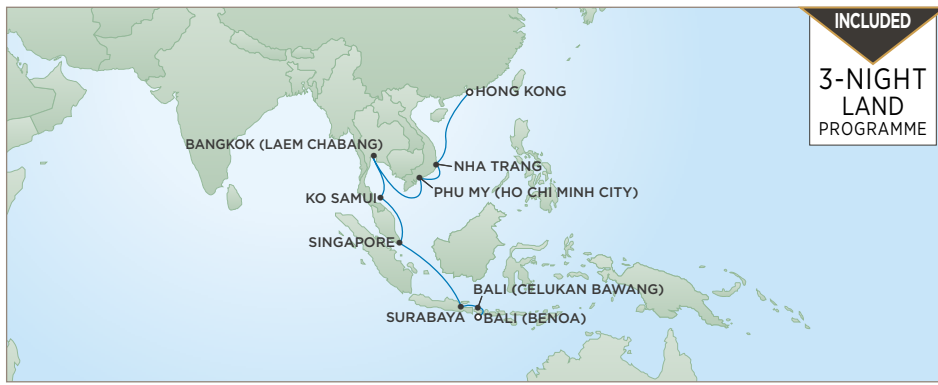 INCLUDED
3-NIGHT
LAND
PROGRAMME
HONG KONG
BANGKOK (LAEM CHABANG)
NHA TRANG
PHU MY (HO CHI MINH CITY)
KO SAMUI
SINGAPORE
BALI (CELUKAN BAWANG)
SURABAYA
BALI (BENOA)